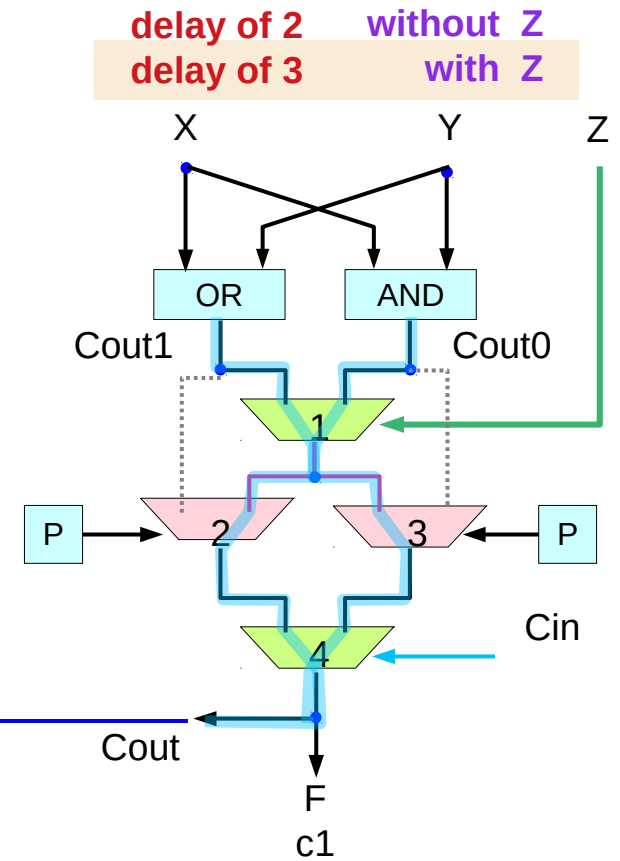 delay of 2 without Z
delay of 3 with Z
X Y Z
OR AND
Cout1 Cout0
1
P 2 3 P
Cin
4
Cout
F
c1